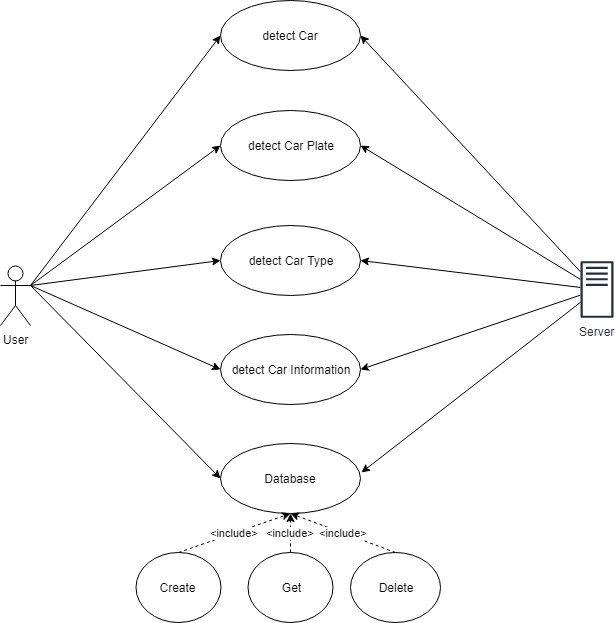 detect Car
detect Car Plate
detect Car Type
User
Server
detect Car Information
Database
<include>
<include>
<include>
Create
Get
Delete